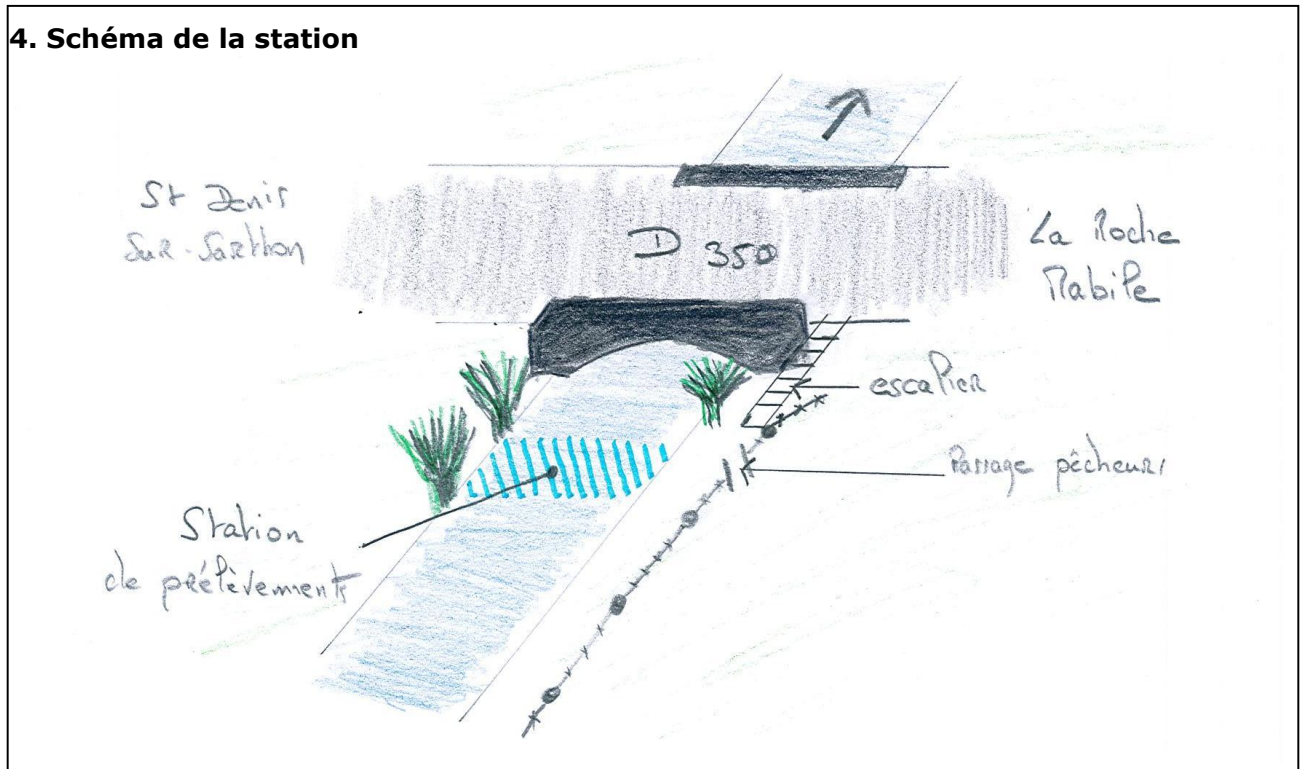 4. Schéma de la station
St Denis
Sur-Sarthon
D 350
La Roche
Mabile
escalier
Passage pêcheurs
Station
de prélèvements